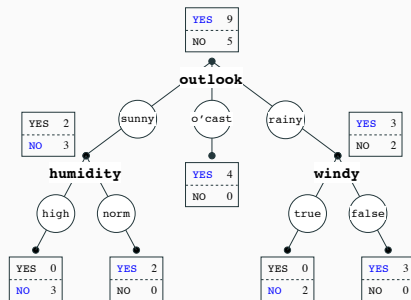 YES 9
NO 5
outlook
sunny
o'cast
rainy
YES 2
NO 3
YES 4
NO 0
YES 3
NO 2
humidity
windy
high
norm
true
false
YES 0
NO 3
YES 2
NO 0
YES 0
NO 2
YES 3
NO 0